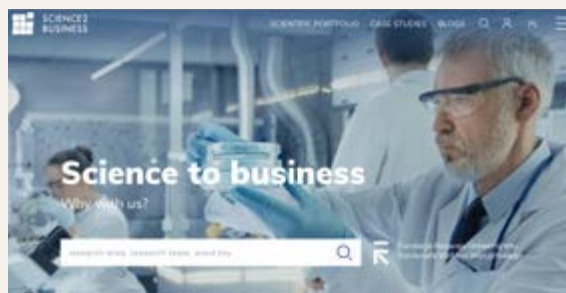 SCIENCE2
BUSINESS
SCIENTIFIC PORTFOLIO CASE STUDIES BLOGS
Science to business
Why with us?
research area, research team, word key